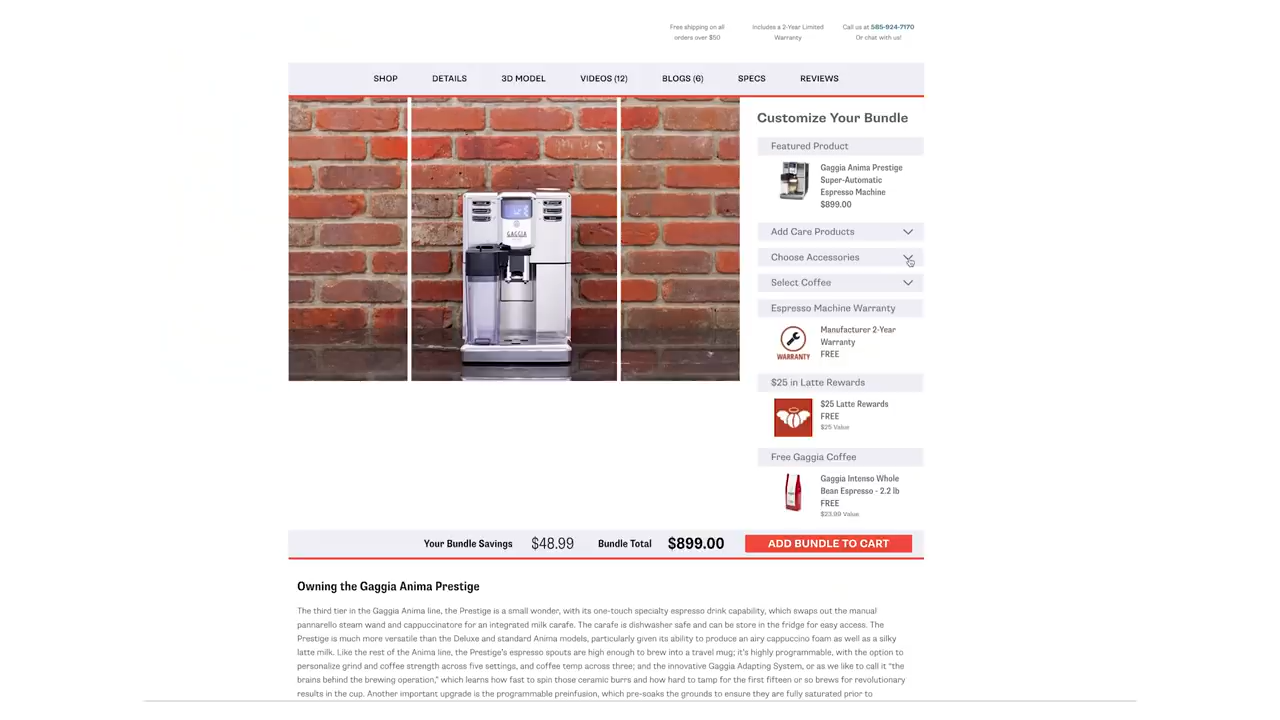 Free shipping on all
orders over $50
Includes a 2-Year Limited
Warranty
Call us at 585-924-7170
Or chat with us!
SHOP DETAILS 3D MODEL VIDEOS (12) BLOGS (6) SPECS REVIEWS
GAGGIA
Customize Your Bundle
Featured Product
Gaggia Anima Prestige
Super-Automatic
Espresso Machine
$899.00
Add Care Products
Choose Accessories
Select Coffee
Espresso Machine Warranty
WARRANTY
Manufacturer 2-Year
Warranty
FREE
$25 in Latte Rewards
$25 Latte Rewards
FREE
$25 Value
Free Gaggia Coffee
Gaggia Intenso Whole
Bean Espresso - 2.2 lb
FREE
$23.99 Value
Your Bundle Savings $48.99 Bundle Total $899.00 ADD BUNDLE TO CART
Owning the Gaggia Anima Prestige
The third tier in the Gaggia Anima line, the Prestige is a small wonder, with its one-touch specialty espresso drink capability, which swaps out the manual
pannarello steam wand and cappuccinatore for an integrated milk carafe. The carafe is dishwasher safe and can be store in the fridge for easy access. The
Prestige is much more versatile than the Deluxe and standard Anima models, particularly given its ability to produce an airy cappuccino foam as well as a silky
latte milk. Like the rest of the Anima line, the Prestige's espresso spouts are high enough to brew into a travel mug; it's highly programmable, with the option to
personalize grind and coffee strength across five settings, and coffee temp across three; and the innovative Gaggia Adapting System, or as we like to call it "the
brains behind the brewing operation," which learns how fast to spin those ceramic burrs and how hard to tamp for the first fifteen or so brews for revolutionary
results in the cup. Another important upgrade is the programmable preinfusion, which pre-soaks the grounds to ensure they are fully saturated prior to